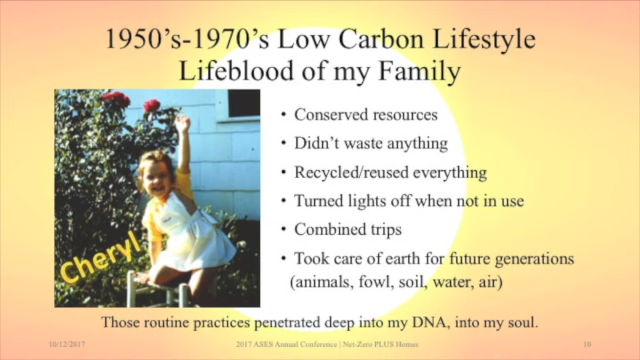 1950's-1970's Low Carbon Lifestyle
Lifeblood of my Family
• Conserved resources
• Didn't waste anything
• Recycled/reused everything
• Turned lights off when not in use
• Combined trips
• Took care of earth for future generations
(animals, fowl, soil, water, air)
Cheryl
Those routine practices penetrated deep into my DNA, into my soul.
10/12/2017
2017 ASES Annual Conference | Net-Zero PLUS Homes
10